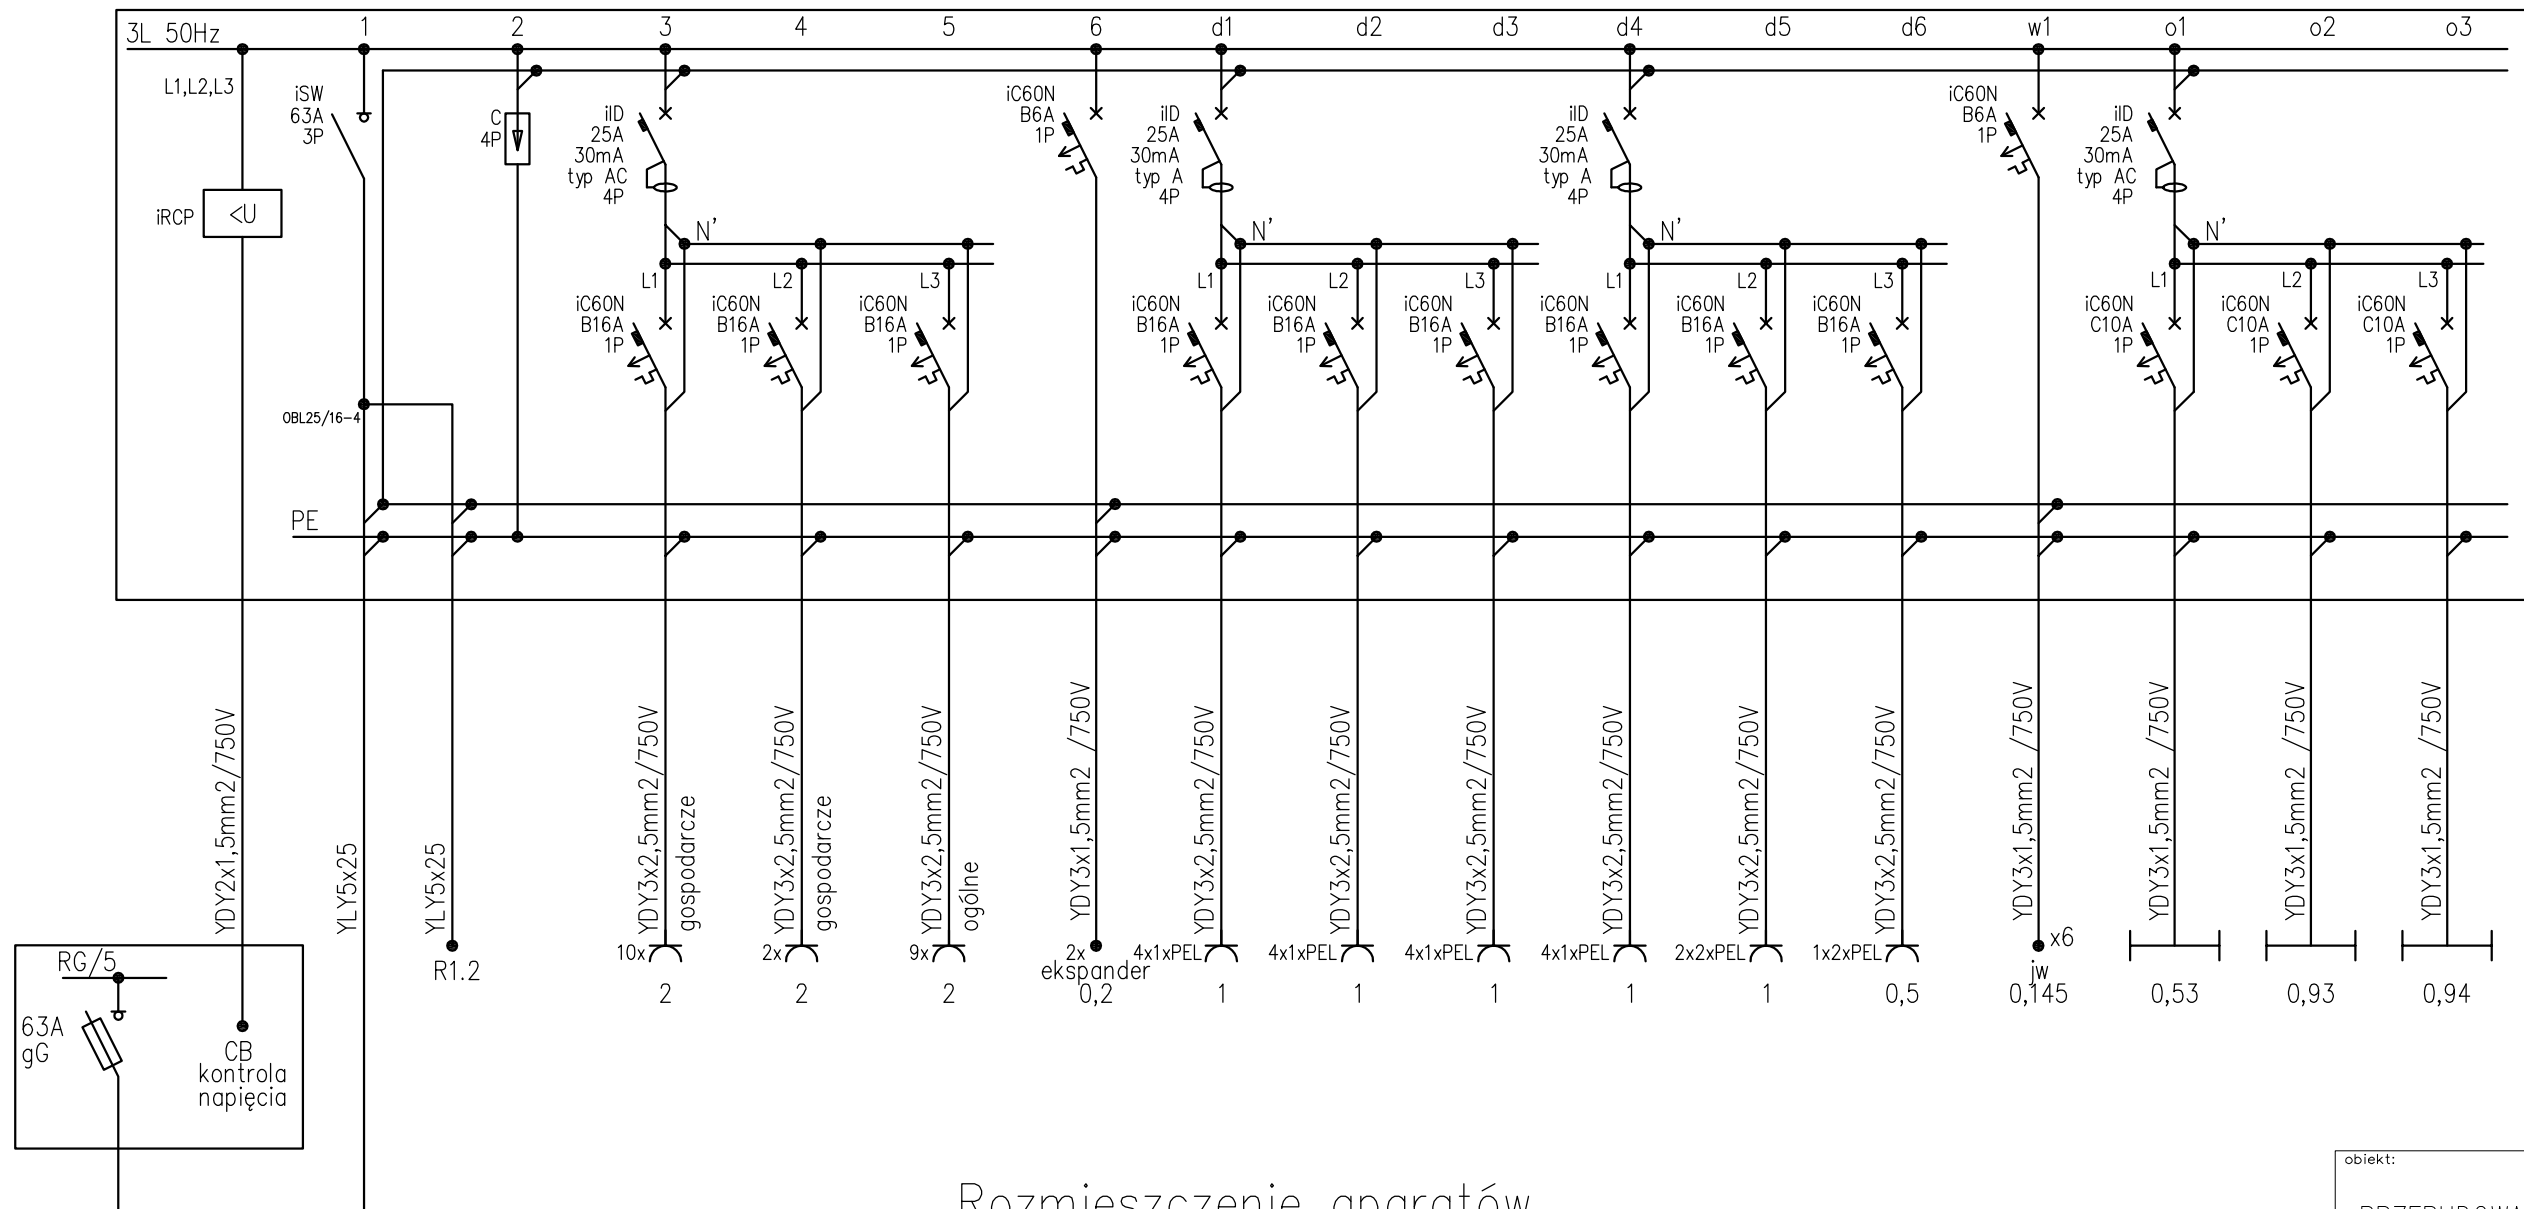 1 2 3 4 5 6 d1 d2 d3 d4 d5 d6 w1 o1 o2 o3
3L 50Hz
L1,L2,L3
iRCP
<U
iSW
63A
3P
OBL25/16-4
C
4P
iID
25A
30mA
typ AC
4P
N'
L1
iC60N
B16A
1P
L2
iC60N
B16A
1P
L3
iC60N
B16A
1P
iC60N
B6A
1P
iID
25A
30mA
typ A
4P
N'
L1
iC60N
B16A
1P
L2
iC60N
B16A
1P
L3
iC60N
B16A
1P
iID
25A
30mA
typ A
4P
N'
L1
iC60N
B16A
1P
L2
iC60N
B16A
1P
L3
iC60N
B16A
1P
iC60N
B6A
1P
iID
25A
30mA
typ AC
4P
N'
L1
iC60N
C10A
1P
L2
iC60N
C10A
1P
L3
iC60N
C10A
1P
PE
YDY2x1,5mm2/750V
YLY5x25
YLY5x25
R1.2
YDY3x2,5mm2/750V
gospodarcze
10x
2
YDY3x2,5mm2/750V
gospodarcze
2x
2
YDY3x2,5mm2/750V
ogólne
9x
2
YDY3x1,5mm2 /750V
2x
ekspander
0,2
YDY3x2,5mm2/750V
4x1xPEL
1
YDY3x2,5mm2/750V
4x1xPEL
1
YDY3x2,5mm2/750V
4x1xPEL
1
YDY3x2,5mm2/750V
4x1xPEL
1
YDY3x2,5mm2/750V
2x2xPEL
1
YDY3x2,5mm2/750V
1x2xPEL
0,5
YDY3x1,5mm2 /750V
x6
jw
0,145
YDY3x1,5mm2 /750V
0,53
YDY3x1,5mm2 /750V
0,93
YDY3x1,5mm2 /750V
0,94
RG/5
63A
gG
CB
kontrola
napięcia
Rozmieszczenie aparatów
obiekt: